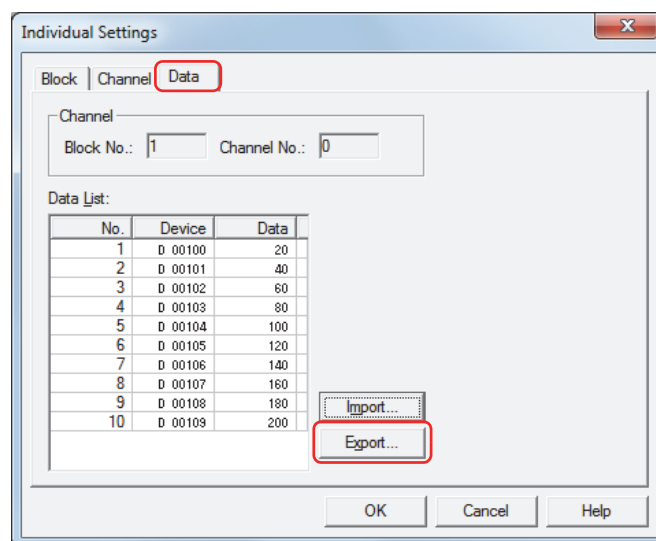 Individual Settings
Block Channel Data
Channel
Block No.: 1 Channel No.: 0
Data List:
No. Device Data
1 D 00100 20
2 D 00101 40
3 D 00102 60
4 D 00103 80
5 D 00104 100
6 D 00105 120
7 D 00106 140
8 D 00107 160
9 D 00108 180
10 D 00109 200
Import...
Export...
OK Cancel Help